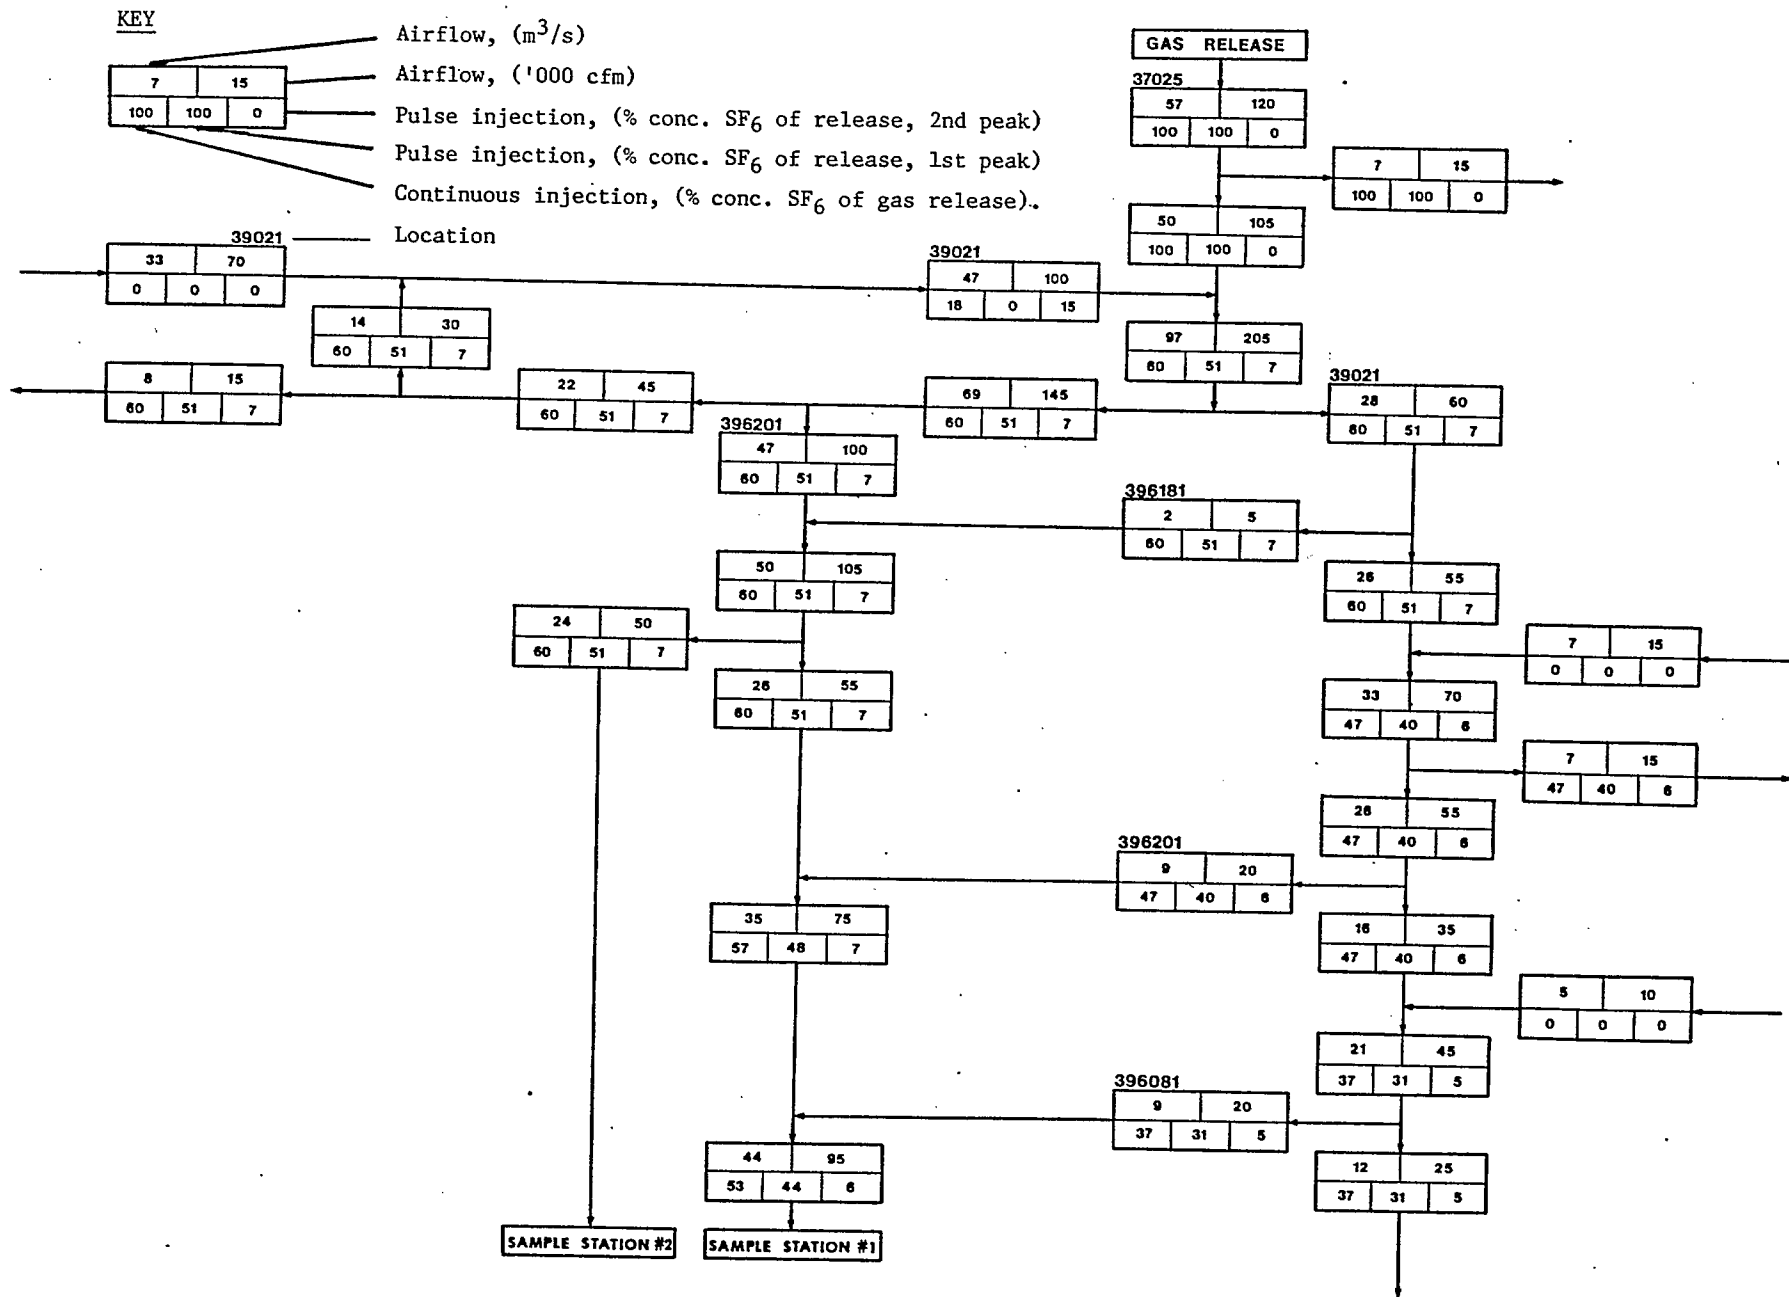 KEY
Airflow, (m3/s)
Airflow, ('000 cfm)
Pulse injection, (% conc. SF6 of release, 2nd peak)
Pulse injection, (% conc. SF6 of release, 1st peak)
Continuous injection, (% conc. SF6 of gas release).
Location
7 15
100 100 0
GAS RELEASE
37025
57 120
100 100 0
7 15
100 100 0
50 105
100 100 0
39021
33 70
0 0 0
39021
47 100
18 0 15
14 30
60 51 7
97 205
60 51 7
8 15
60 51 7
22 45
60 51 7
69 145
60 51 7
39021
28 60
60 51 7
396201
47 100
60 51 7
396181
2 5
60 51 7
50 105
60 51 7
26 55
60 51 7
24 50
60 51 7
7 15
0 0 0
26 55
60 51 7
33 70
47 40 6
7 15
47 40 6
26 55
47 40 6
396201
9 20
47 40 6
35 75
57 48 7
16 35
47 40 6
5 10
0 0 0
21 45
37 31 5
396081
9 20
37 31 5
44 95
53 44 6
12 25
37 31 5
SAMPLE STATION #2
SAMPLE STATION #1